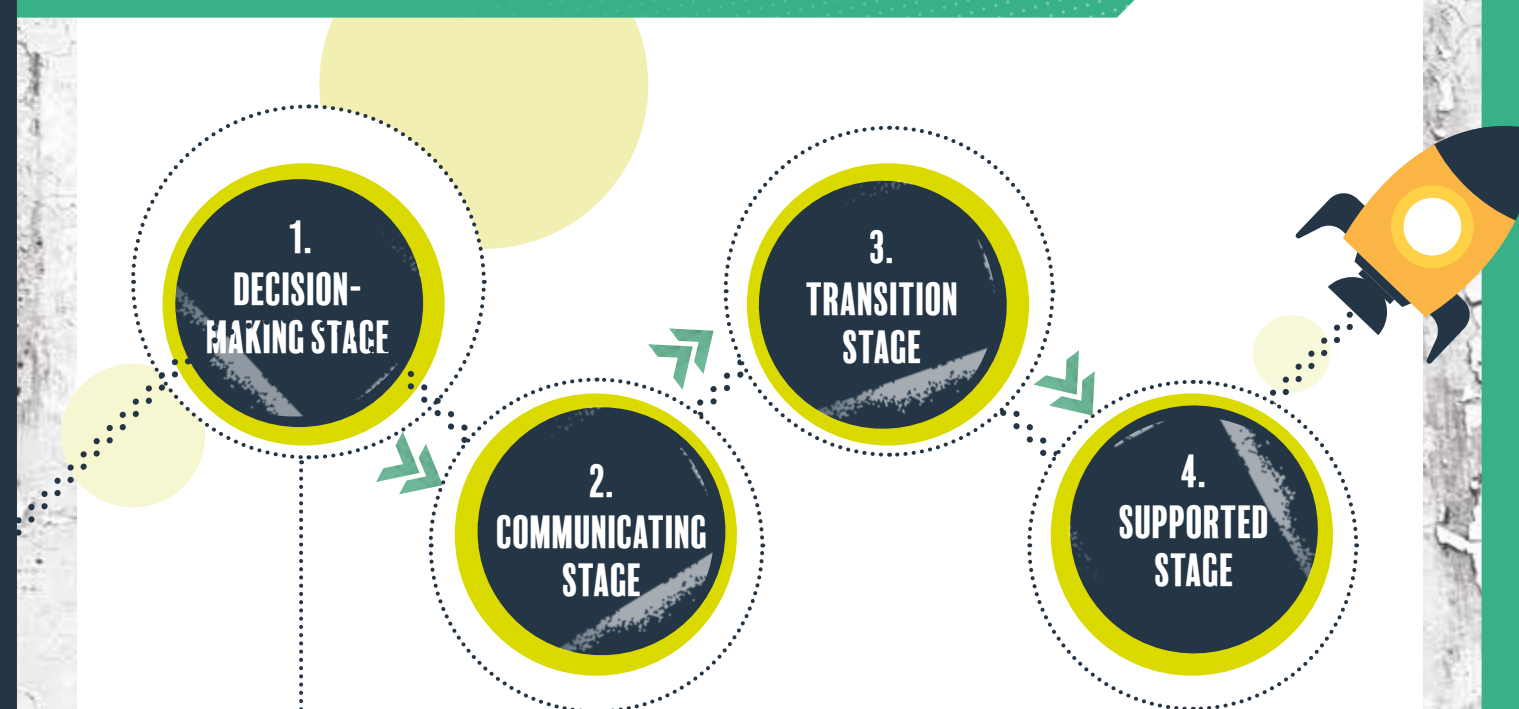 1.
DECISION-
MAKING STAGE
2.
COMMUNICATING
STAGE
3.
TRANSITION
STAGE
4.
SUPPORTED
STAGE